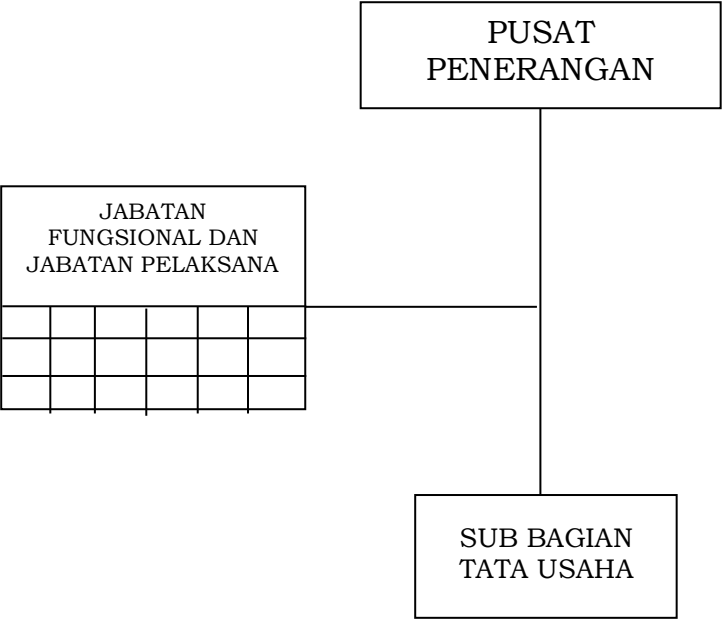 PUSAT
PENERANGAN
JABATAN
FUNGSIONAL DAN
JABATAN PELAKSANA
SUB BAGIAN
TATA USAHA